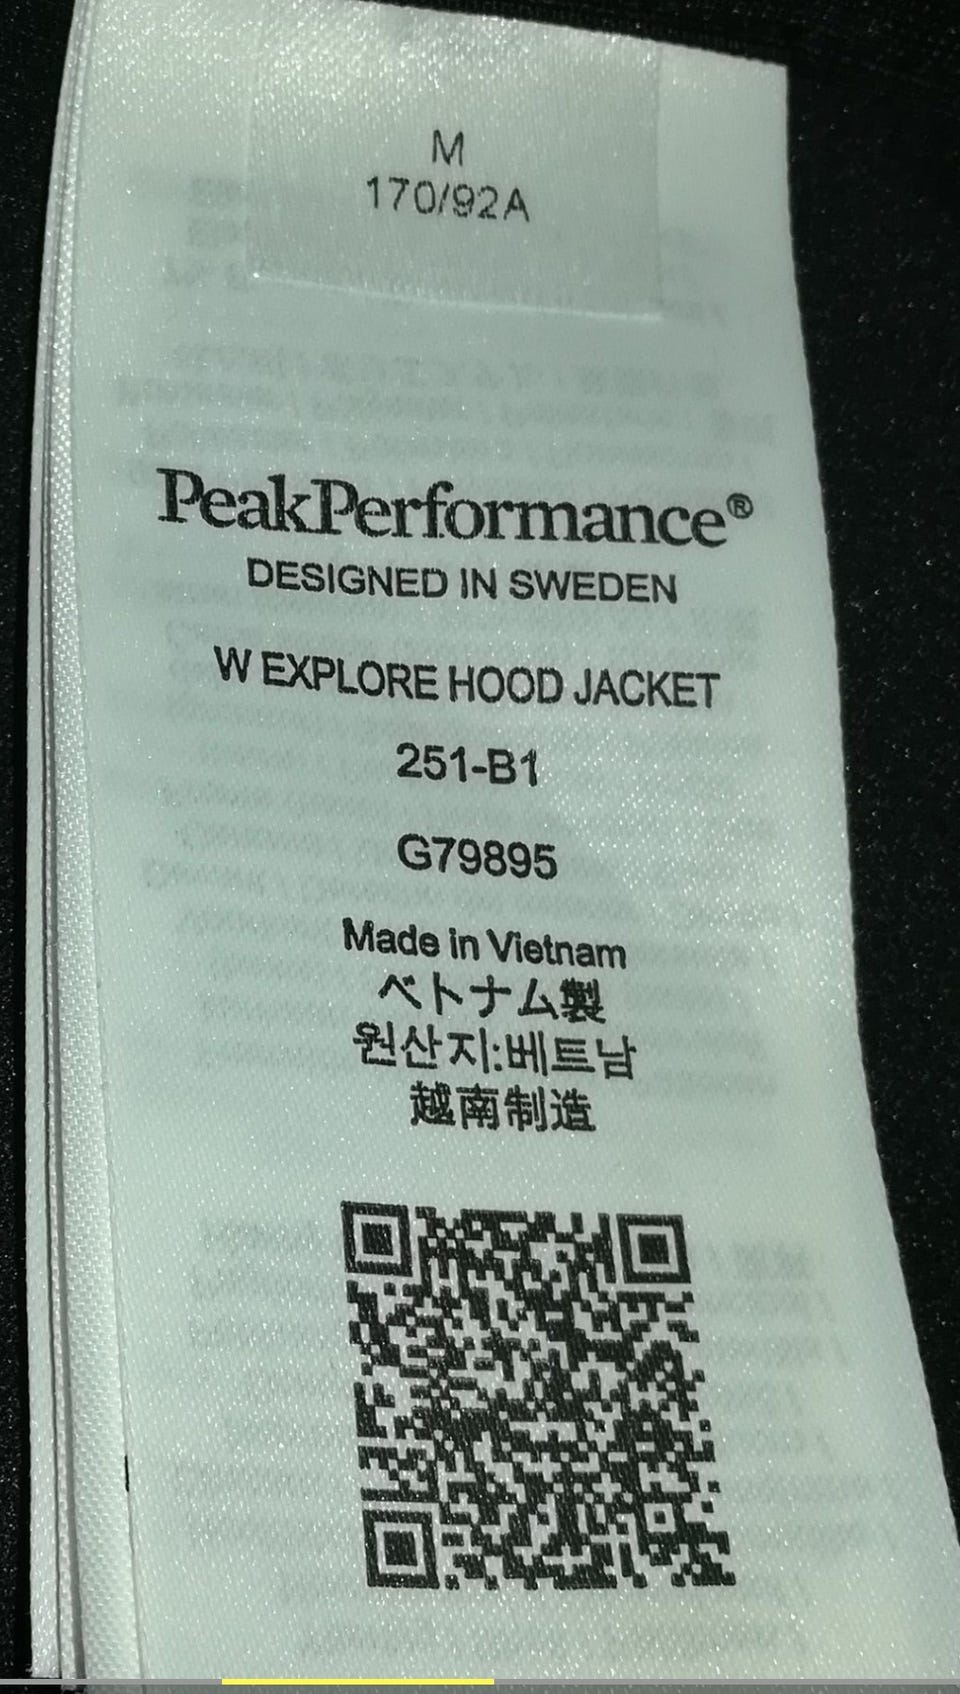 M
170/92A
PeakPerformance®
DESIGNED IN SWEDEN
W EXPLORE HOOD JACKET
251-B1
G79895
Made in Vietnam
ベトナム製
원산지:베트남
越南制造